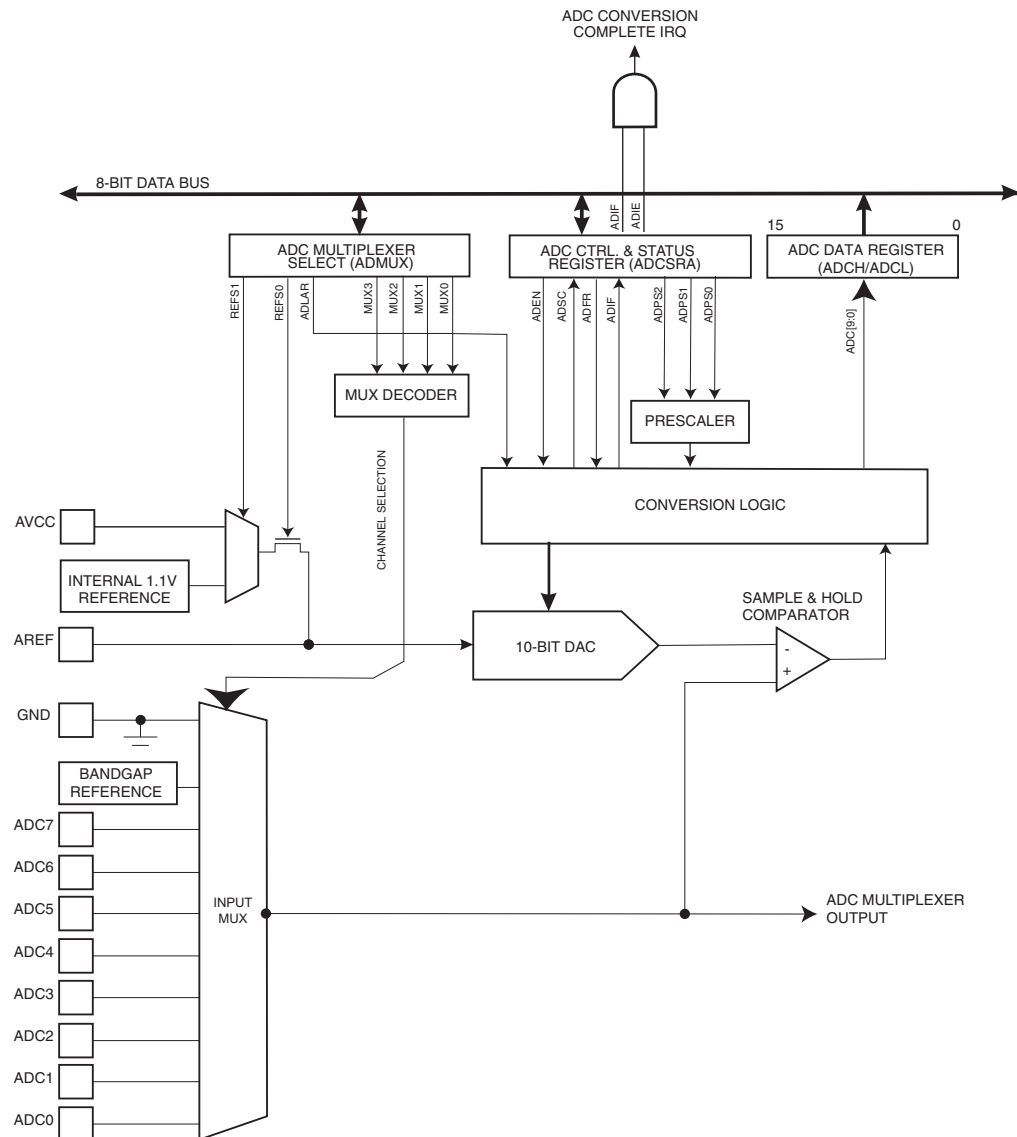 ADC CONVERSION
COMPLETE IRQ
8-BIT DATA BUS
ADIF
ADIE
15
0
ADC MULTIPLEXER
SELECT (ADMUX)
ADC CTRL. & STATUS
REGISTER (ADCSRA)
ADC DATA REGISTER
(ADCH/ADCL)
REFS1
REFS0
ADLAR
MUX3
MUX2
MUX1
MUX0
ADEN
ADSC
ADFR
ADIF
ADPS2
ADPS1
ADPS0
ADC[9:0]
MUX DECODER
PRESCALER
CHANNEL SELECTION
CONVERSION LOGIC
AVCC
INTERNAL 1.1V
REFERENCE
SAMPLE & HOLD
COMPARATOR
AREF
10-BIT DAC
-
+
GND
BANDGAP
REFERENCE
ADC7
ADC6
ADC5
INPUT
MUX
ADC MULTIPLEXER
OUTPUT
ADC4
ADC3
ADC2
ADC1
ADC0